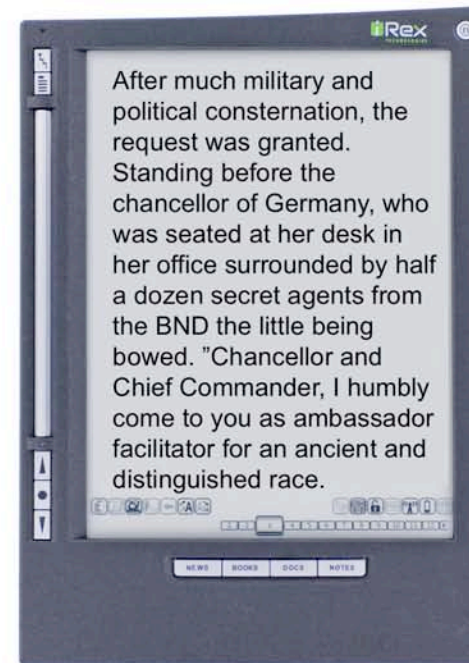 iRex
TECHNOLOGIES
After much military and
political consternation, the
request was granted.
Standing before the
chancellor of Germany, who
was seated at her desk in
her office surrounded by half
a dozen secret agents from
the BND the little being
bowed. ”Chancellor and
Chief Commander, I humbly
come to you as ambassador
facilitator for an ancient and
distinguished race.
NEWS BOOKS DOCS NOTES